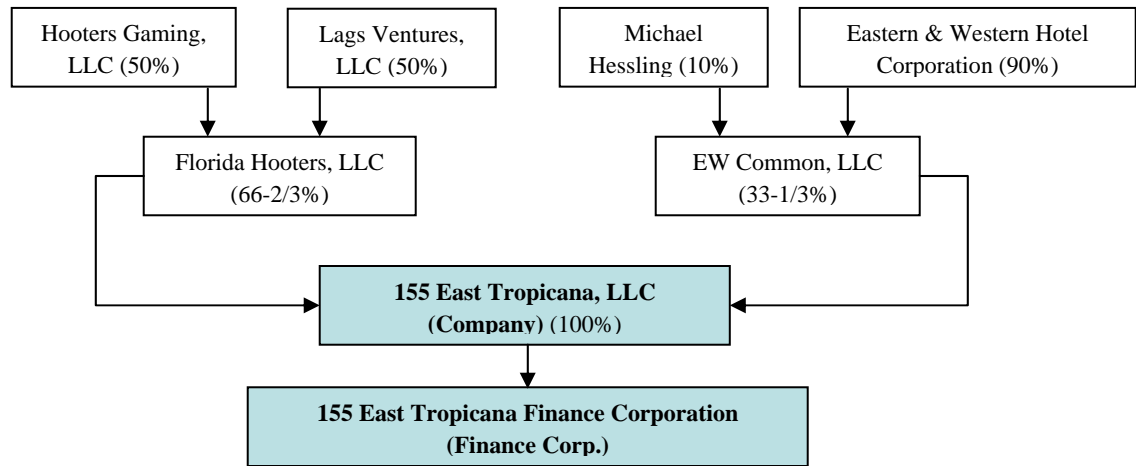 Hooters Gaming,
LLC (50%)
Lags Ventures,
LLC (50%)
Michael
Hessling (10%)
Eastern & Western Hotel
Corporation (90%)
Florida Hooters, LLC
(66-2/3%)
EW Common, LLC
(33-1/3%)
155 East Tropicana, LLC
(Company) (100%)
155 East Tropicana Finance Corporation
(Finance Corp.)